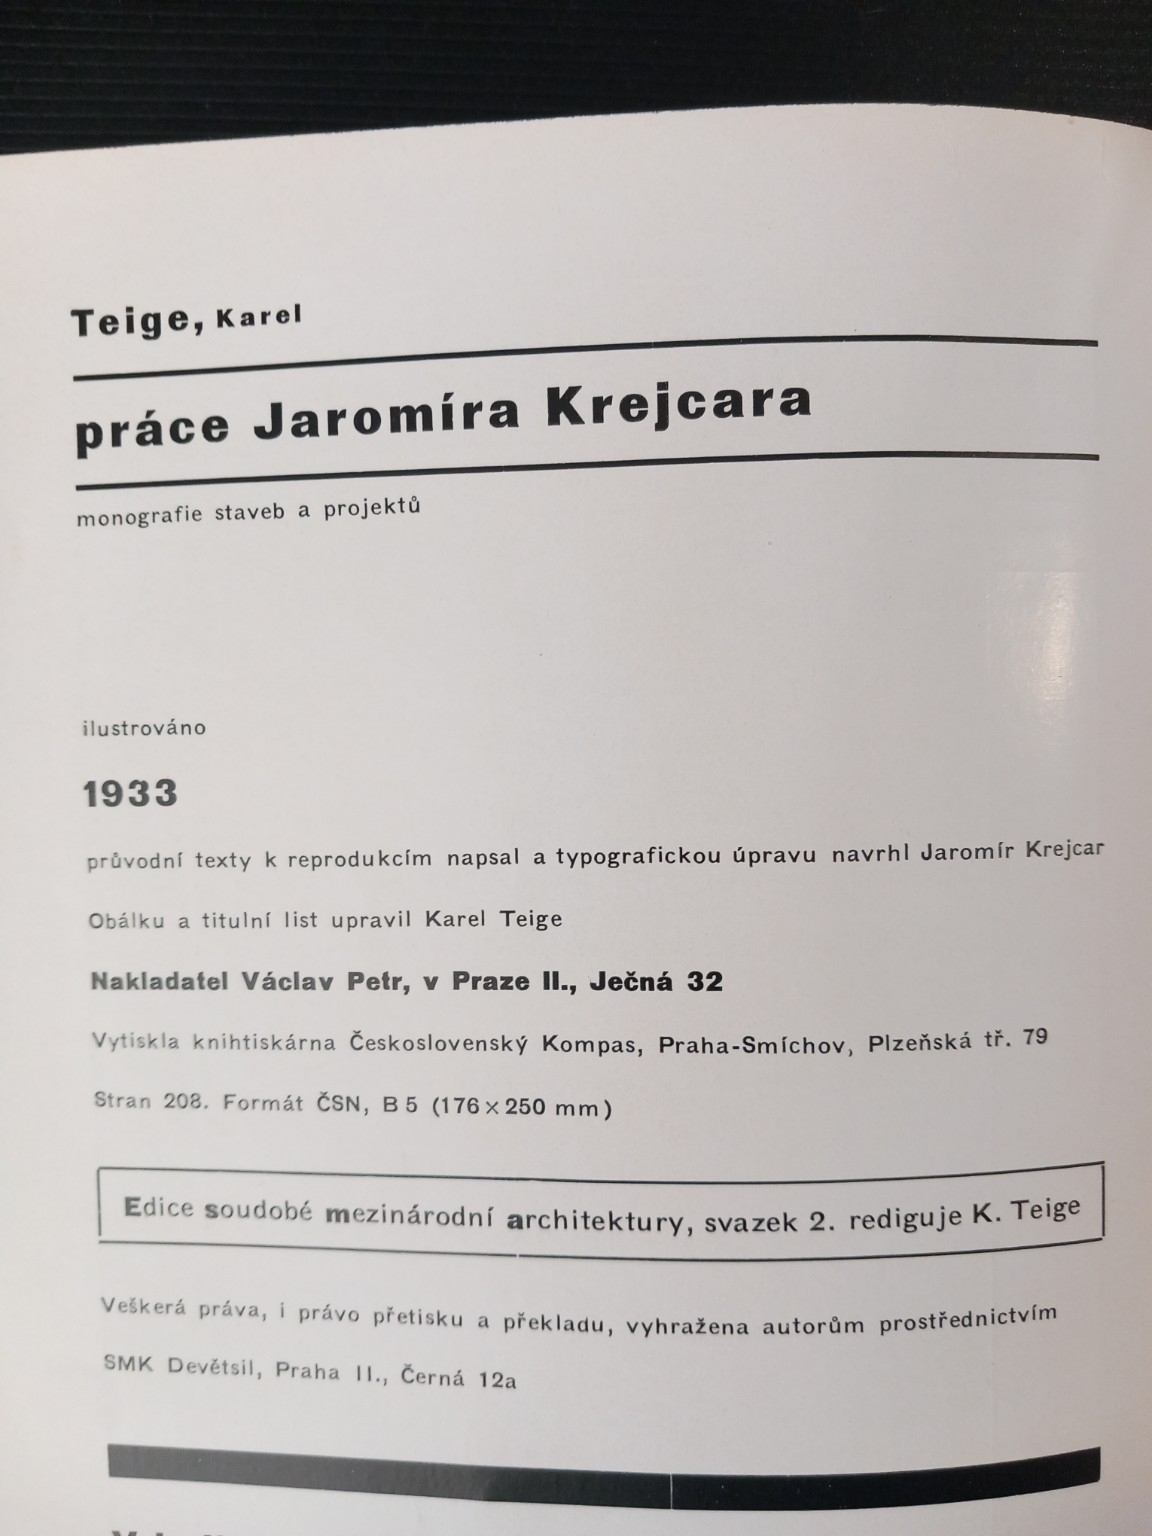 Teige, Karel
práce Jaromíra Krejcara
monografie staveb a projektů
ilustrováno
1933
průvodní texty k reprodukcím napsal a typografickou úpravu navrhl Jaromír Krejcar
Obálku a titulní list upravil Karel Teige
Nakladatel Václav Petr, v Praze II., Ječná 32
Vytiskla knihtiskárna Československý Kompas, Praha-Smíchov, Plzeňská tř. 79
Stran 208. Formát ČSN, B 5 (176 × 250 mm)
Edice soudobé mezinárodní architektury, svazek 2. rediguje K. Teige
Veškerá práva, i právo přetisku a překladu, vyhražena autorům prostřednictvím
SMK Devětsil, Praha II., Černá 12a